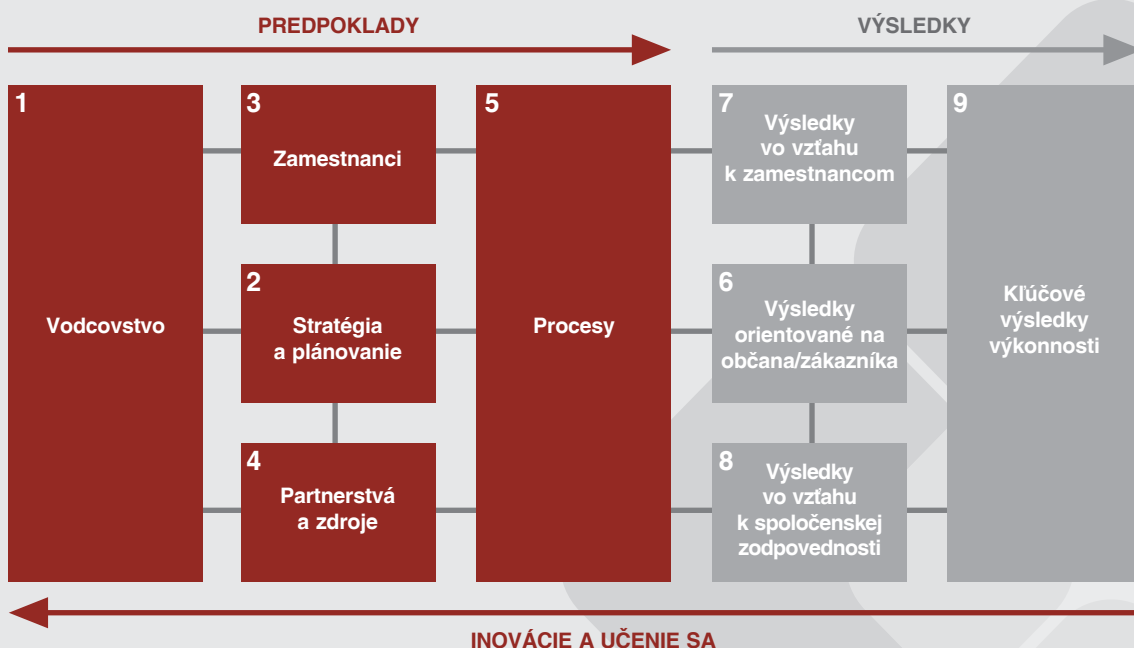 PREDPOKLADY
VÝSLEDKY
1
Vodcovstvo
3
Zamestnanci
2
Stratégia
a plánovanie
4
Partnerstvá
a zdroje
5
Procesy
7
Výsledky
vo vzťahu
k zamestnancom
6
Výsledky
orientované na
občana/zákazníka
8
Výsledky
vo vzťahu
k spoločenskej
zodpovednosti
9
Kľúčové
výsledky
výkonnosti
INOVÁCIE A UČENIE SA